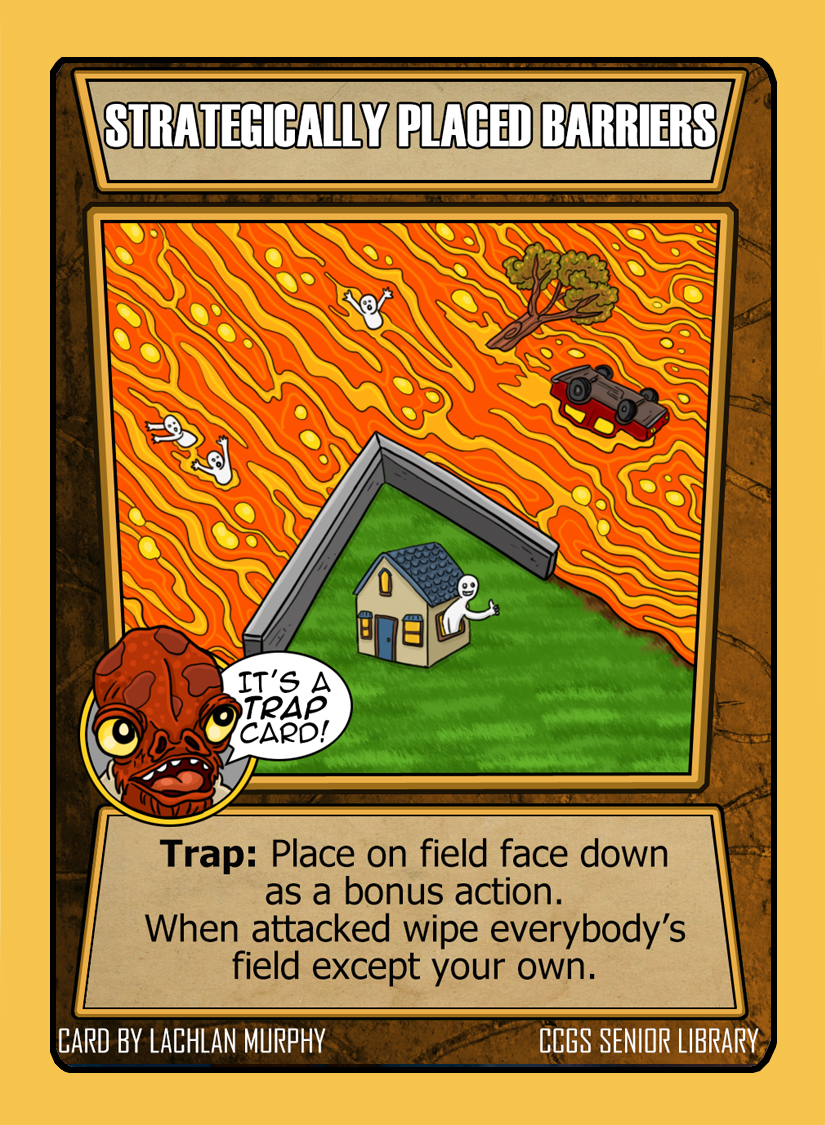 STRATEGICALLY PLACED BARRIERS
IT'S A
TRAP
CARD!
Trap: Place on field face down
as a bonus action.
When attacked wipe everybody's
field except your own.
CARD BY LACHLAN MURPHY
CCGS SENIOR LIBRARY